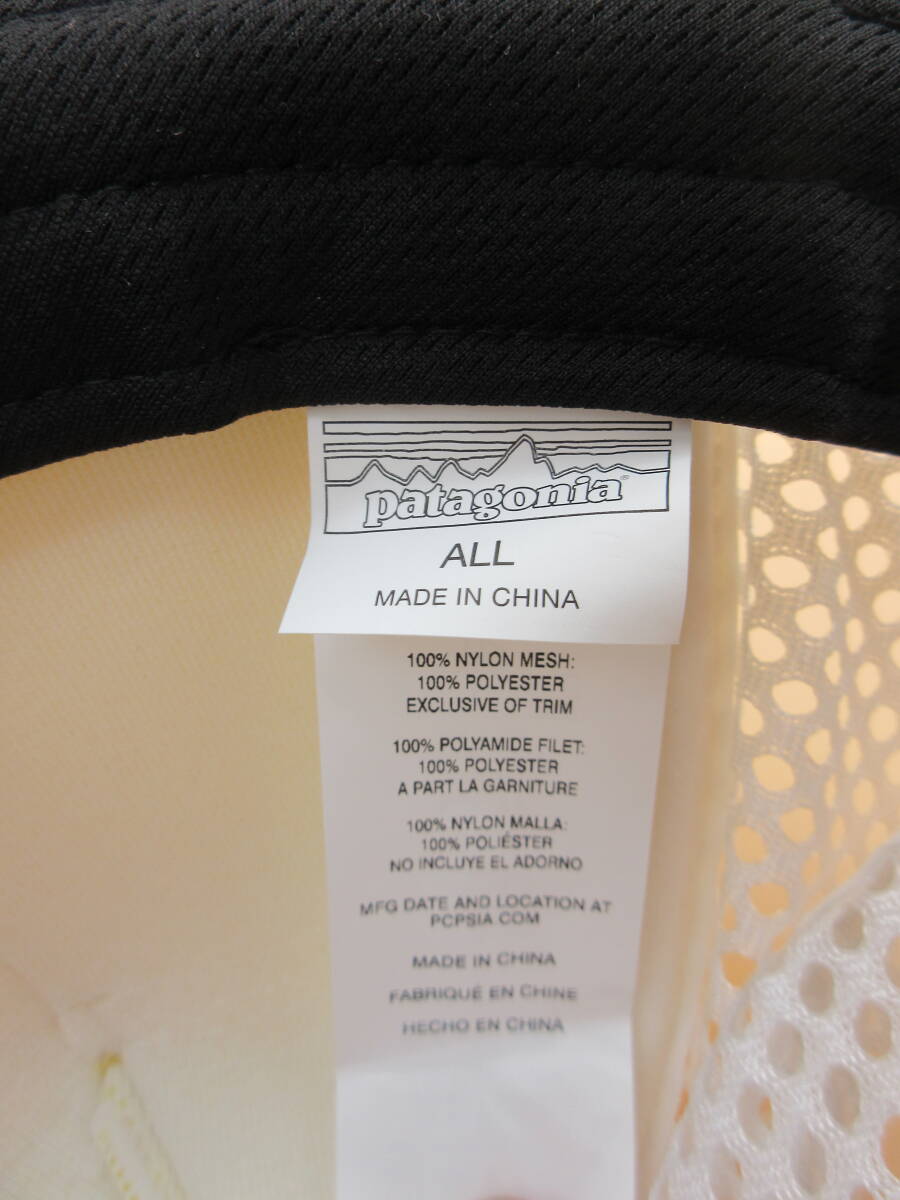 patagonia®
ALL
MADE IN CHINA
100% NYLON MESH:
100% POLYESTER
EXCLUSIVE OF TRIM
100% POLYAMIDE FILET:
100% POLYESTER
A PART LA GARNITURE
100% NYLON MALLA:
100% POLIÉSTER
NO INCLUYE EL ADORNO
MFG DATE AND LOCATION AT
PCPSIA.COM
MADE IN CHINA
FABRIQUÉ EN CHINE
HECHO EN CHINA